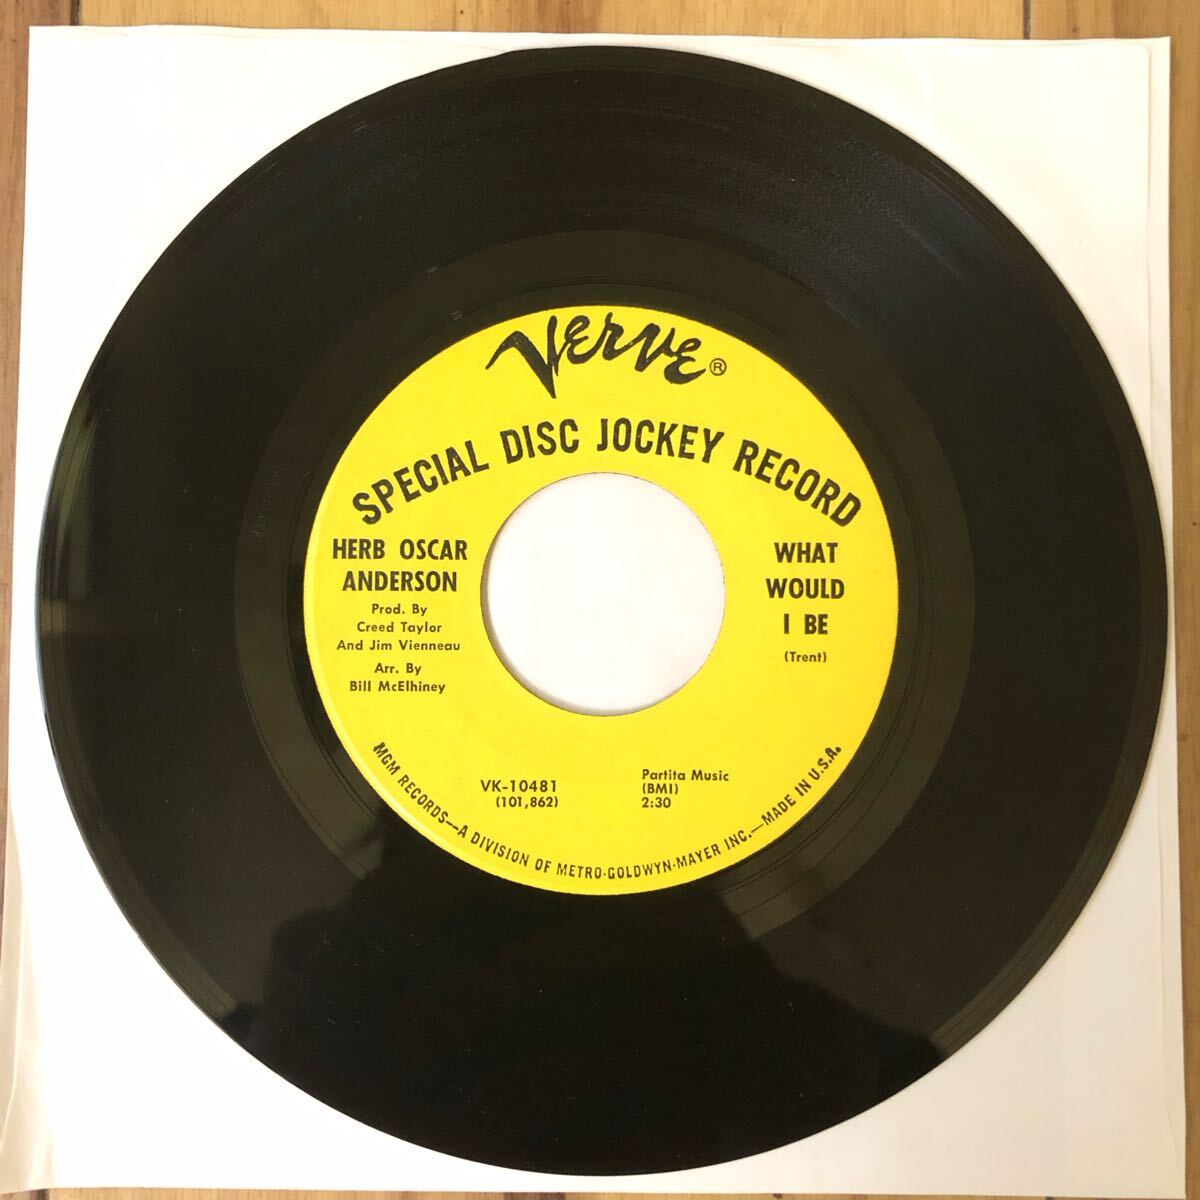 VERVE®
SPECIAL DISC JOCKEY RECORD
HERB OSCAR
ANDERSON
Prod. By
Creed Taylor
And Jim Vienneau
Arr. By
Bill McElhiney
WHAT
WOULD
I BE
(Trent)
VK-10481
(101,862)
Partita Music
(BMI)
2:30
MGM RECORDS—A DIVISION OF METRO-GOLDWYN-MAYER INC.—MADE IN U.S.A.